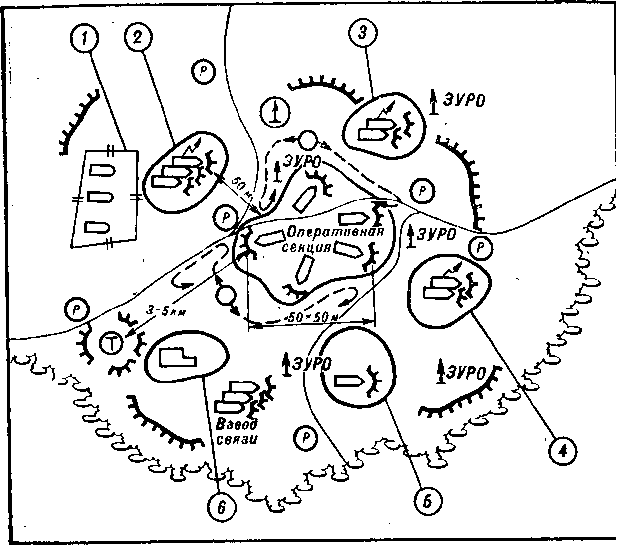 1
2
3
Р
ЗУРО
ЗУРО
50 м
Р
Р
Оперативная
секция
ЗУРО
Р
3-5 км
Р
Т
50×50м
4
ЗУРО
ЗУРО
Взвод
связи
Р
6
5